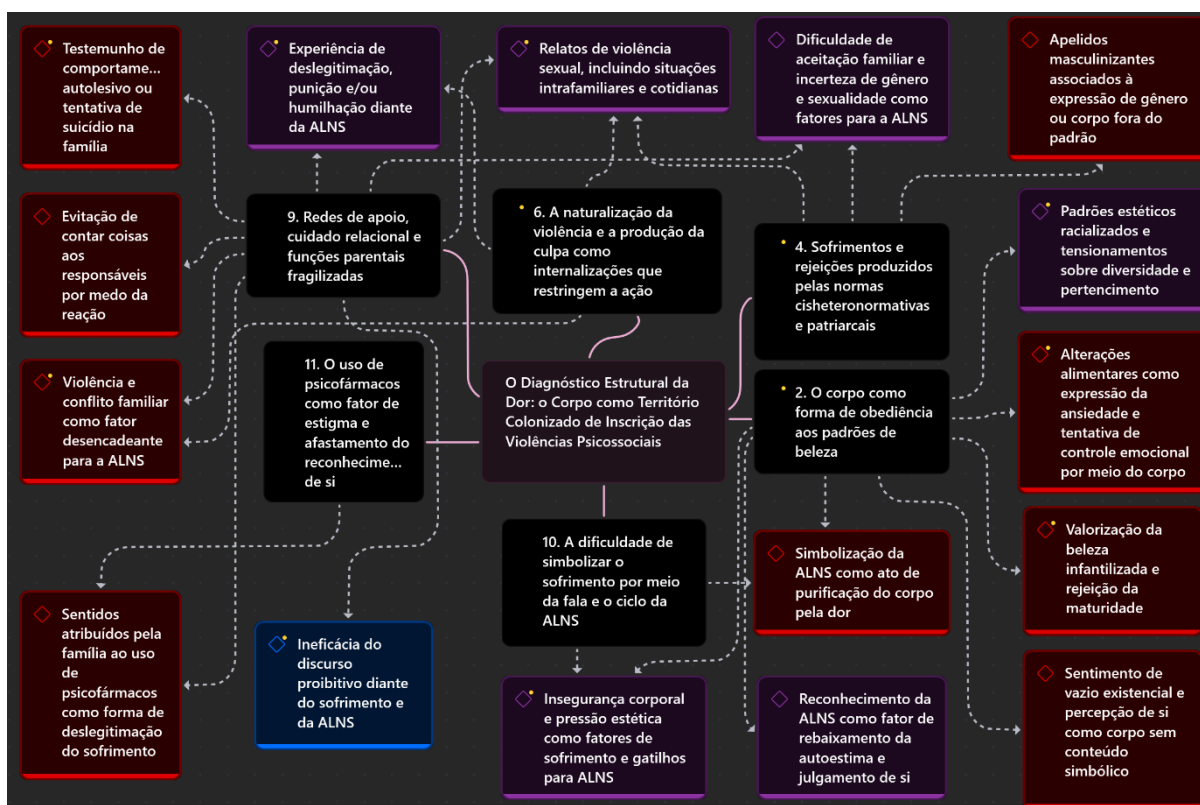 Testemunho de
comportame...
autolesivo ou
tentativa de
suicídio na
família
Experiência de
deslegitimação,
punição e/ou
humilhação diante
da ALNS
Relatos de violência
sexual, incluindo situações
intrafamiliares e cotidianas
Dificuldade de
aceitação familiar e
incerteza de gênero
e sexualidade como
fatores para a ALNS
Apelidos
masculinizantes
associados à
expressão de gênero
ou corpo fora do
padrão
Evitação de
contar coisas
aos
responsáveis
por medo da
reação
9. Redes de apoio,
cuidado relacional e
funções parentais
fragilizadas
6. A naturalização da
violência e a produção da
culpa como
internalizações que
restringem a ação
4. Sofrimentos e
rejeições produzidos
pelas normas
cisheteronormativas
e patriarcais
Padrões estéticos
racializados e
tensionamentos
sobre diversidade e
pertencimento
Violência e
conflito familiar
como fator
desencadeante
para a ALNS
11. O uso de
psicofármacos
como fator de
estigma e
afastamento do
reconhecime...
de si
O Diagnóstico Estrutural da
Dor: o Corpo como Território
Colonizado de Inscrição das
Violências Psicossociais
2. O corpo como
forma de obediência
aos padrões de
beleza
Alterações
alimentares como
expressão da
ansiedade e
tentativa de
controle emocional
por meio do corpo
Sentidos
atribuídos pela
família ao uso
de
psicofármacos
como forma de
deslegitimação
do sofrimento
Ineficácia do
discurso
proibitivo diante
do sofrimento e
da ALNS
10. A dificuldade de
simbolizar o
sofrimento por meio
da fala e o ciclo da
ALNS
Simbolização da
ALNS como ato de
purificação do corpo
pela dor
Valorização da
beleza
infantilizada e
rejeição da
maturidade
Insegurança corporal
e pressão estética
como fatores de
sofrimento e gatilhos
para ALNS
Reconhecimento da
ALNS como fator de
rebaixamento da
autoestima e
julgamento de si
Sentimento de
vazio existencial e
percepção de si
como corpo sem
conteúdo
simbólico